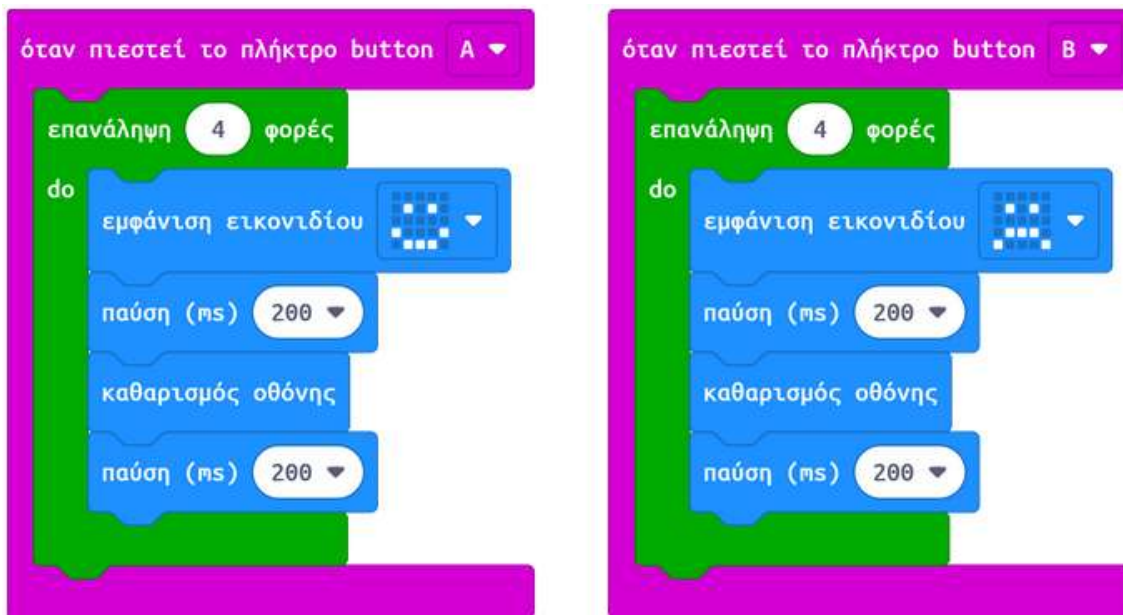 όταν πιεστεί το πλήκτρο button A
επανάληψη 4 φορές
do
εμφάνιση εικονιδίου
παύση (ms) 200
καθαρισμός οθόνης
παύση (ms) 200
όταν πιεστεί το πλήκτρο button B
επανάληψη 4 φορές
do
εμφάνιση εικονιδίου
παύση (ms) 200
καθαρισμός οθόνης
παύση (ms) 200